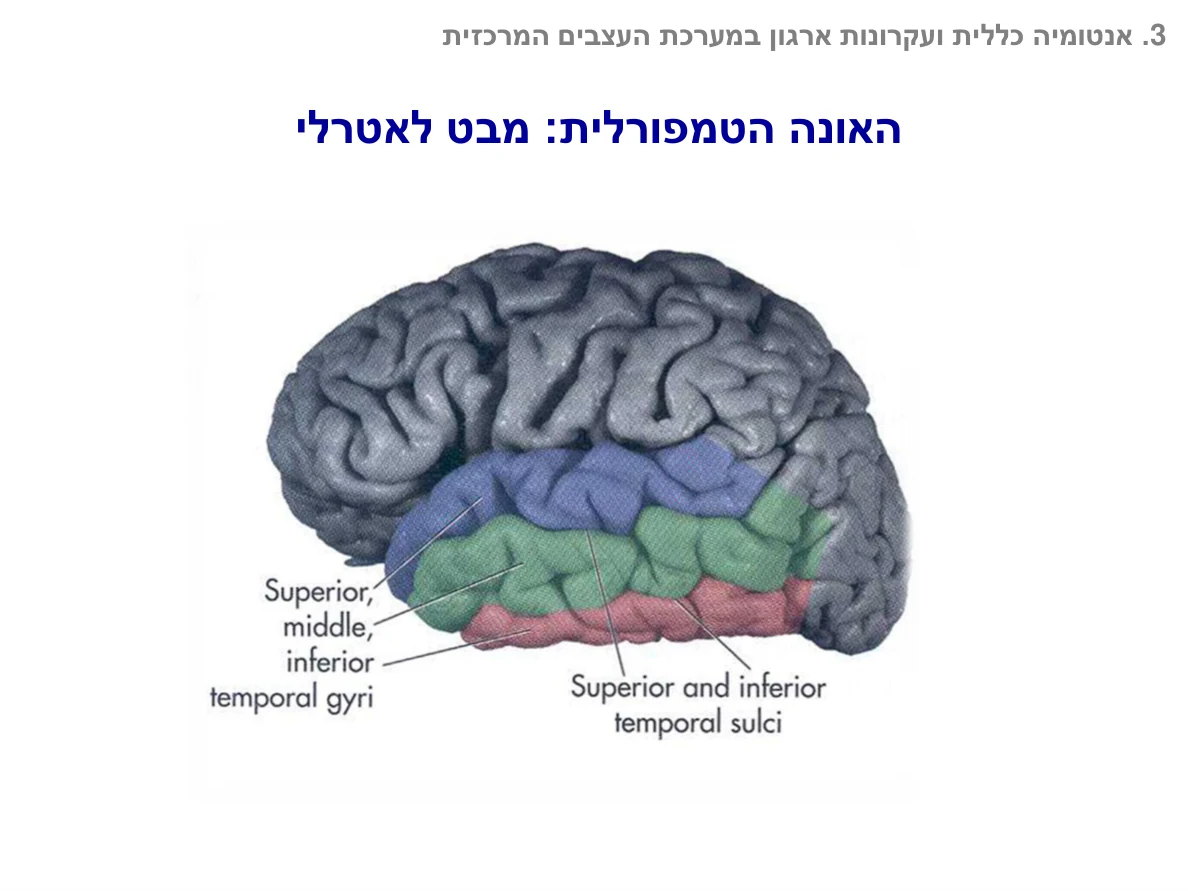 3. אנטומיה כללית ועקרונות ארגון במערכת העצבים המרכזית
האונה הטמפורלית: מבט לאטרלי
Superior,
middle,
inferior
temporal gyri
Superior and inferior
temporal sulci